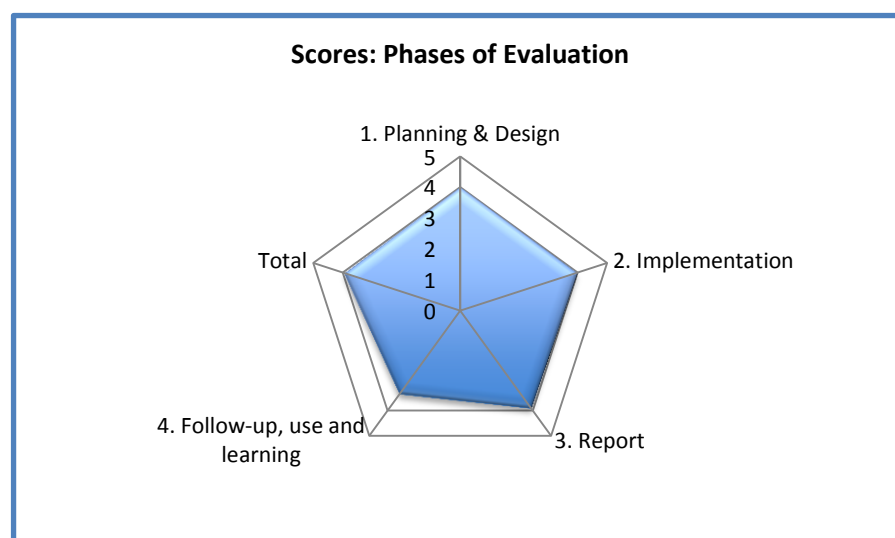 Scores: Phases of Evaluation
1. Planning & Design
5
4
3
2
1
0
Total
2. Implementation
4. Follow-up, use and
learning
3. Report